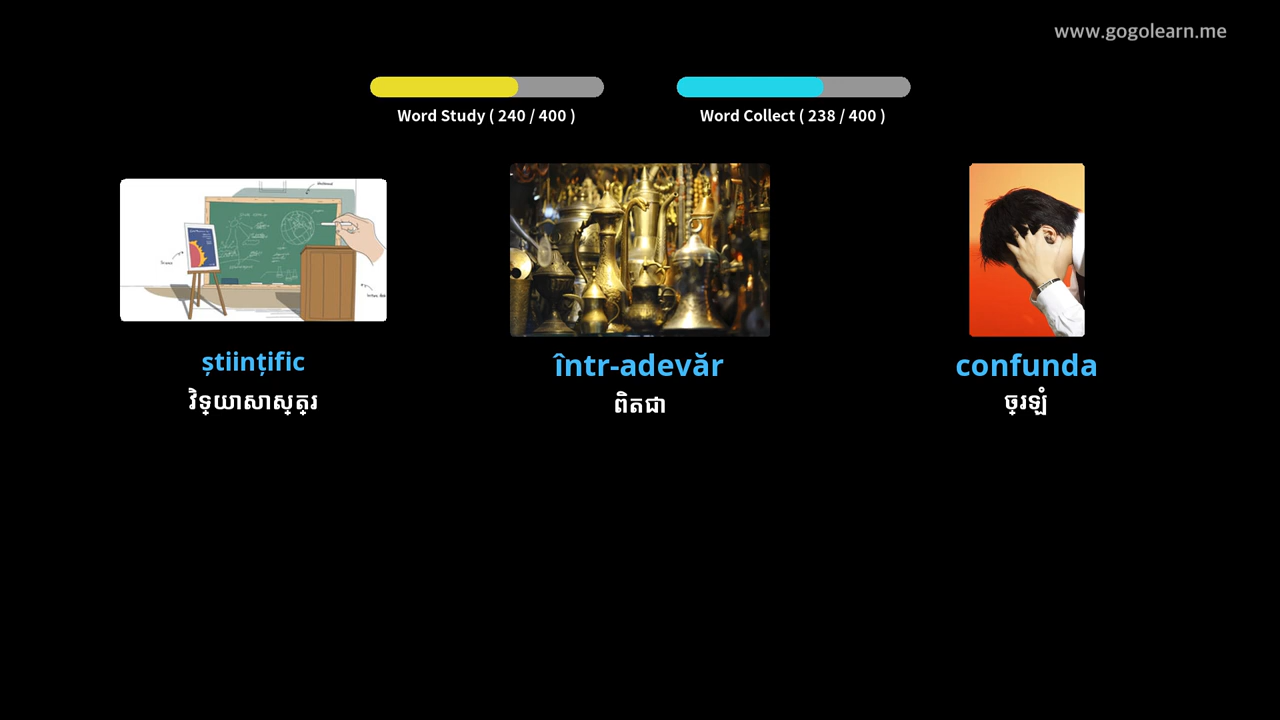 www.gogolearn.me
Word Study ( 240 / 400 )
Word Collect ( 238 / 400 )
științific
într-adevăr
confunda
វិទ្យាសាស្ត្រ
ពិតជា
ច្រឡំ